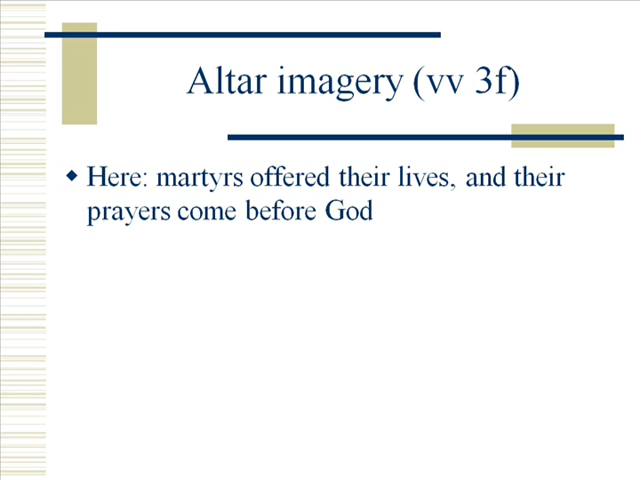 Altar imagery (vv 3f)
Here: martyrs offered their lives, and their
prayers come before God